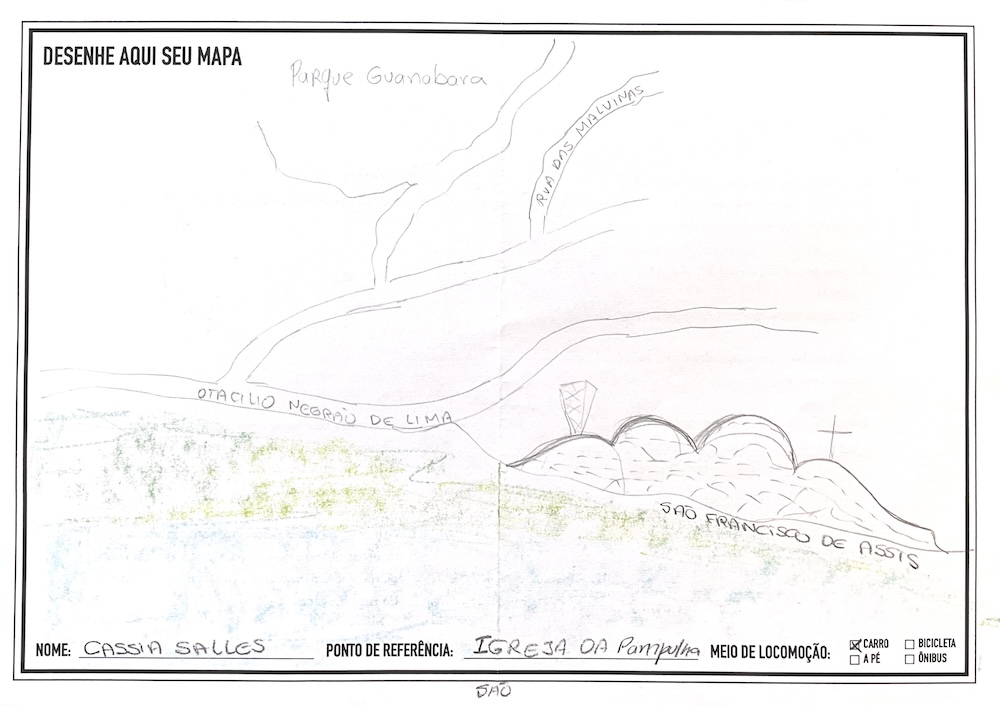 DESENHE AQUI SEU MAPA
Parque Guanabara
RUA DAS MALVINAS
OTACILIO NEGRÃO DE LIMA
SÃO FRANCISCO DE ASSIS
NOME: CASSIA SALLES
PONTO DE REFERÊNCIA: IGREJA DA Pampulha
MEIO DE LOCOMOÇÃO:
CARRO
BICICLETA
A PÉ
ÔNIBUS
SÃO